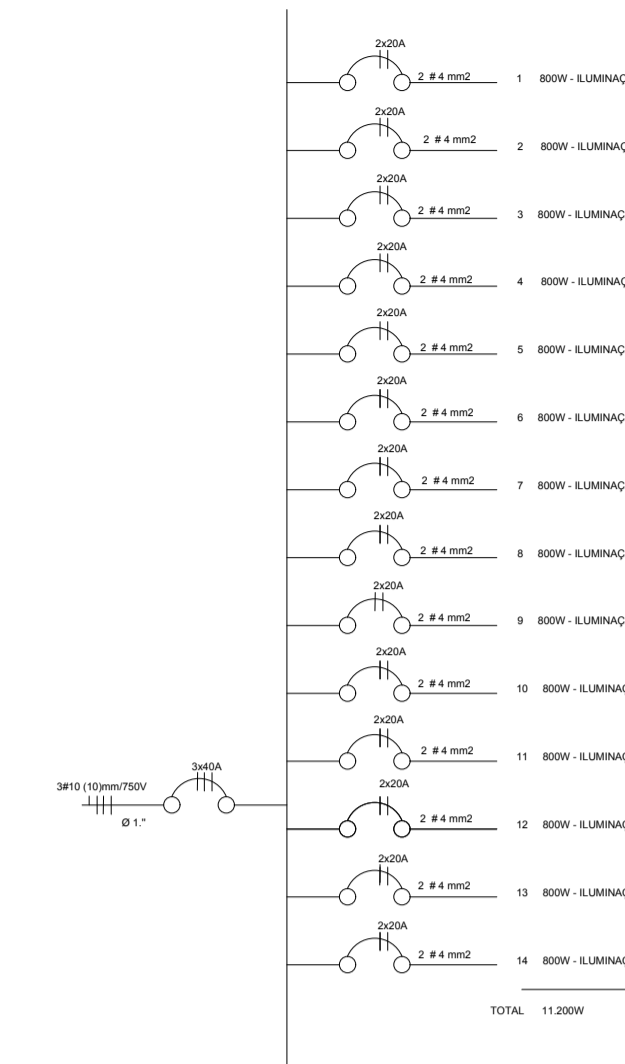 2x20A
2 # 4 mm2 1 800W - ILUMINAÇ
2x20A
2 # 4 mm2 2 800W - ILUMINAÇ
2x20A
2 # 4 mm2 3 800W - ILUMINAÇ
2x20A
2 # 4 mm2 4 800W - ILUMINAÇ
2x20A
2 # 4 mm2 5 800W - ILUMINAÇ
2x20A
2 # 4 mm2 6 800W - ILUMINAÇ
2x20A
2 # 4 mm2 7 800W - ILUMINAÇ
2x20A
2 # 4 mm2 8 800W - ILUMINAÇ
2x20A
2 # 4 mm2 9 800W - ILUMINAÇ
2x20A
2 # 4 mm2 10 800W - ILUMINAÇ
2x20A
2 # 4 mm2 11 800W - ILUMINAÇ
3x40A
3#10 (10)mm/750V
Ø 1."
2x20A
2 # 4 mm2 12 800W - ILUMINAÇ
2x20A
2 # 4 mm2 13 800W - ILUMINAÇ
2x20A
2 # 4 mm2 14 800W - ILUMINAÇ
TOTAL 11.200W